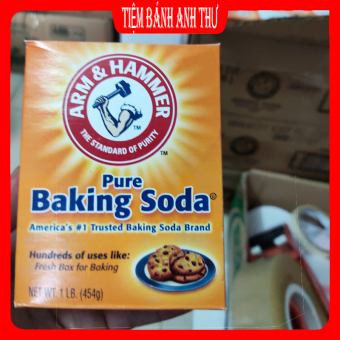 TIỆM BÁNH ANH THƯ
ARM & HAMMER
THE STANDARD OF PURITY
TM
TM
Pure
Baking Soda®
America's #1 Trusted Baking Soda Brand
Hundreds of uses like:
Fresh Box for Baking
NET WT. 1 LB. (454g)